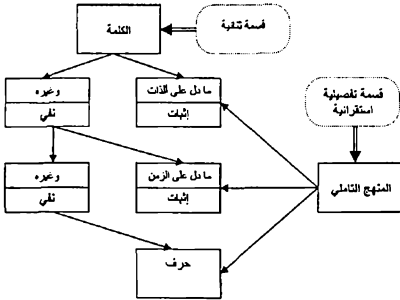 الكلمة
قسمة تنقية
وغيره
نفي
ما دل على الذات
إثبات
قسمة تفصيلية
استقرائية
وغيره
نفي
ما دل على الزمن
إثبات
المنهج التأملي
حرف